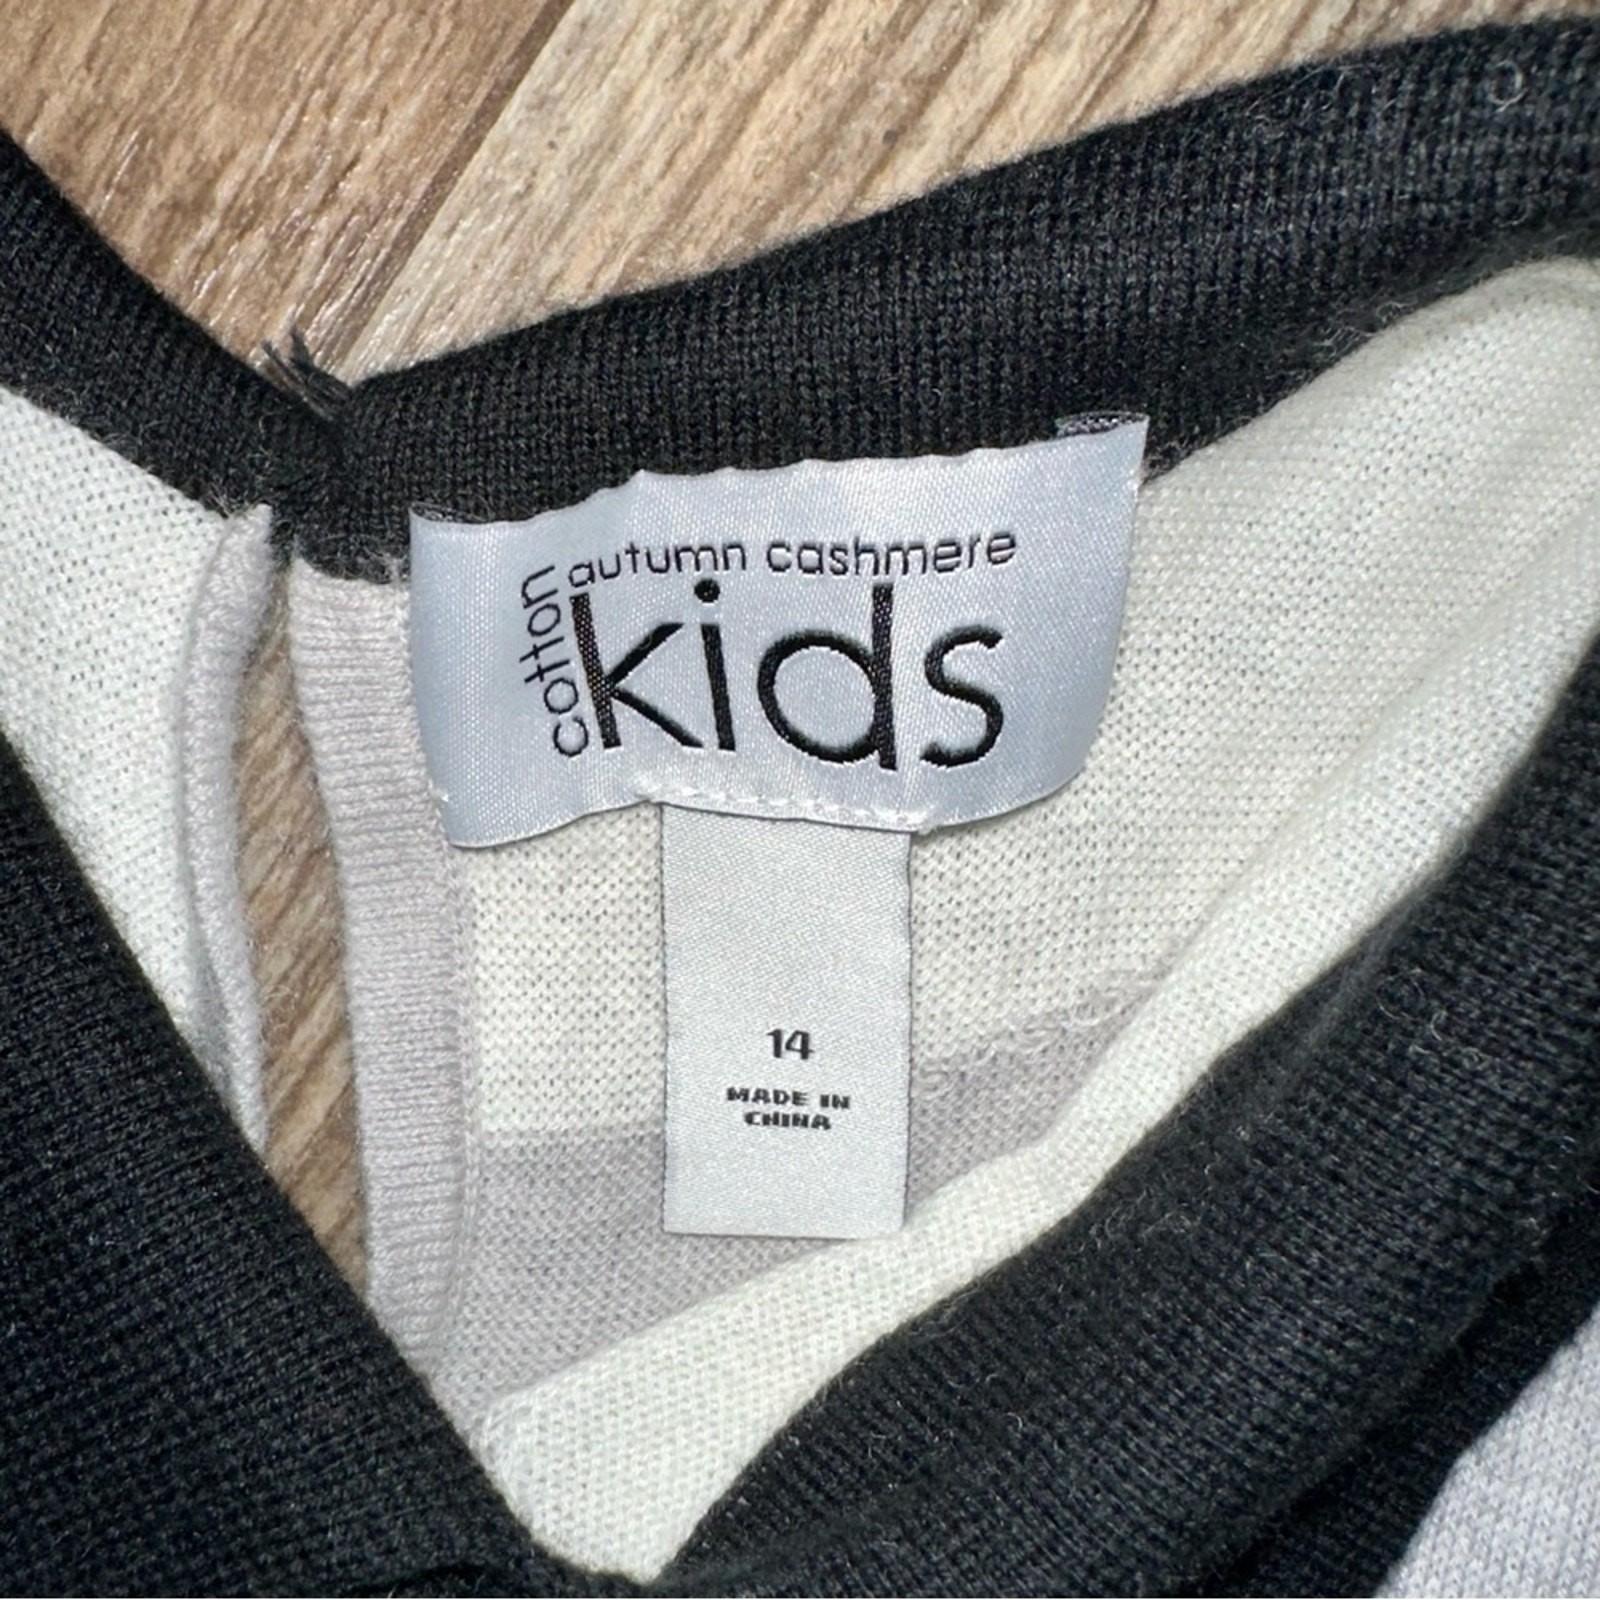 autumn cashmere
cotton
kids
14
MADE IN
CHINA